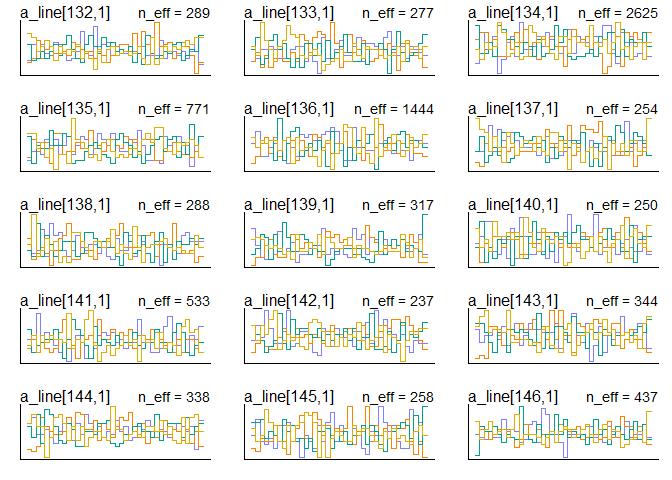 a_line[132,1] n_eff = 289 a_line[133,1] n_eff = 277 a_line[134,1] n_eff = 2625
a_line[135,1] n_eff = 771 a_line[136,1] n_eff = 1444 a_line[137,1] n_eff = 254
a_line[138,1] n_eff = 288 a_line[139,1] n_eff = 317 a_line[140,1] n_eff = 250
a_line[141,1] n_eff = 533 a_line[142,1] n_eff = 237 a_line[143,1] n_eff = 344
a_line[144,1] n_eff = 338 a_line[145,1] n_eff = 258 a_line[146,1] n_eff = 437